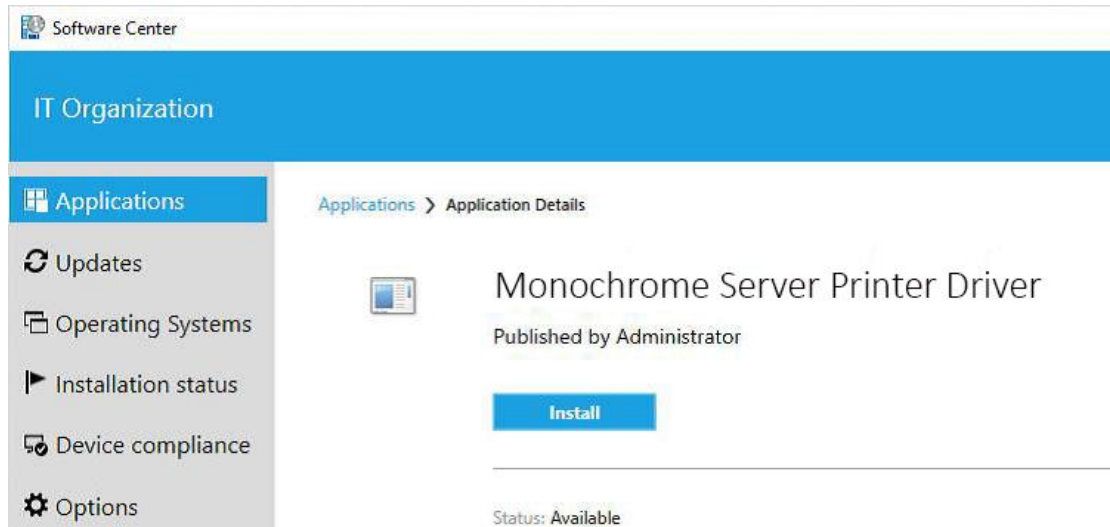 Software Center
IT Organization
Applications
Updates
Operating Systems
Installation status
Device compliance
Options
Applications ❯ Application Details
Monochrome Server Printer Driver
Published by Administrator
Install
Status: Available